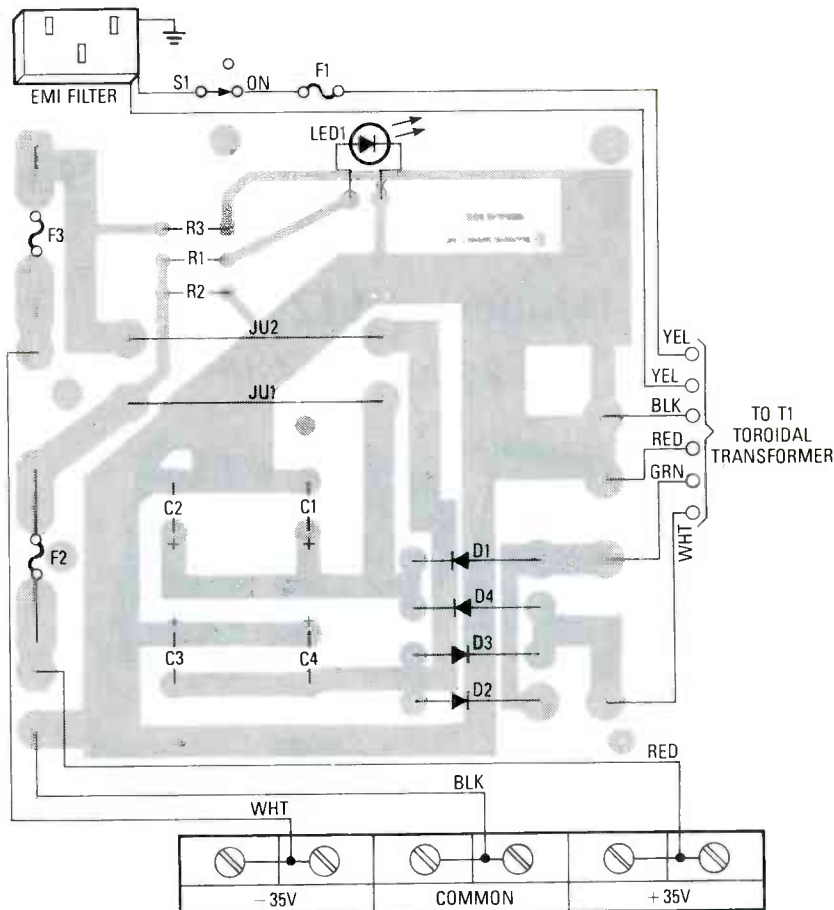 EMI FILTER
S1
ON
F1
LED1
F3
R3
R1
R2
JU2
JU1
YEL
YEL
BLK
RED
GRN
WHT
TO T1
TOROIDAL
TRANSFORMER
C2
C1
+
+
F2
D1
D4
D3
D2
+
+
C3
C4
RED
BLK
WHT
−35V
COMMON
+35V